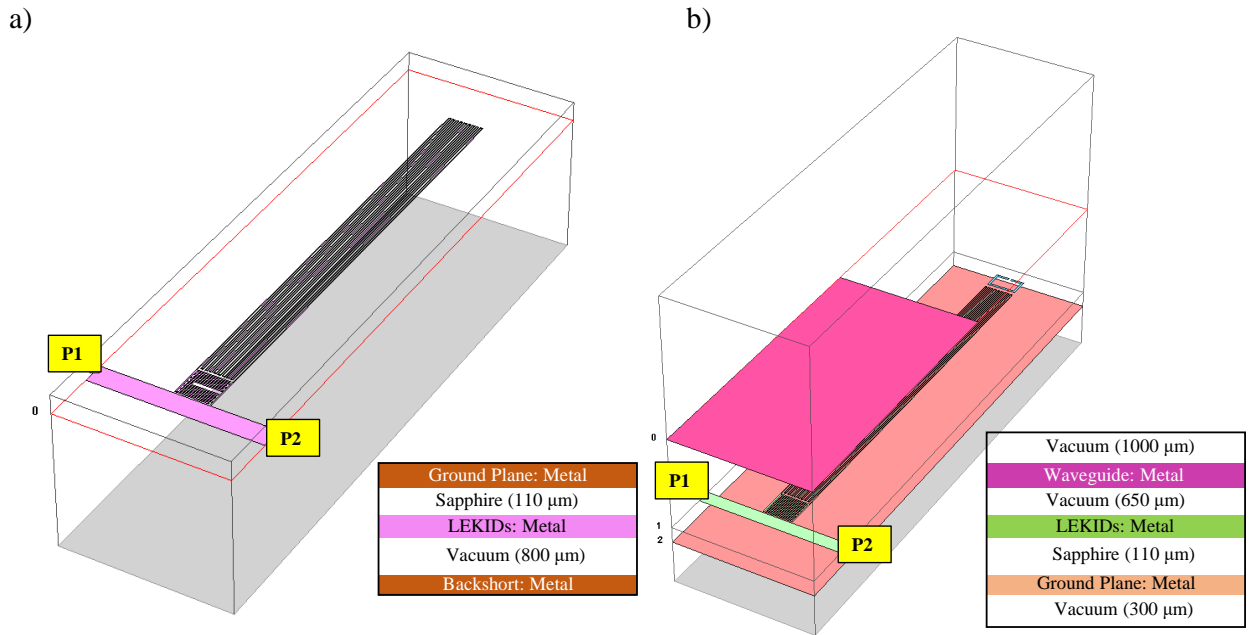 a)
P1
0
P2
Ground Plane: Metal
Sapphire (110 μm)
LEKIDs: Metal
Vacuum (800 μm)
Backshort: Metal
b)
0
P1
1
2
P2
Vacuum (1000 μm)
Waveguide: Metal
Vacuum (650 μm)
LEKIDs: Metal
Sapphire (110 μm)
Ground Plane: Metal
Vacuum (300 μm)